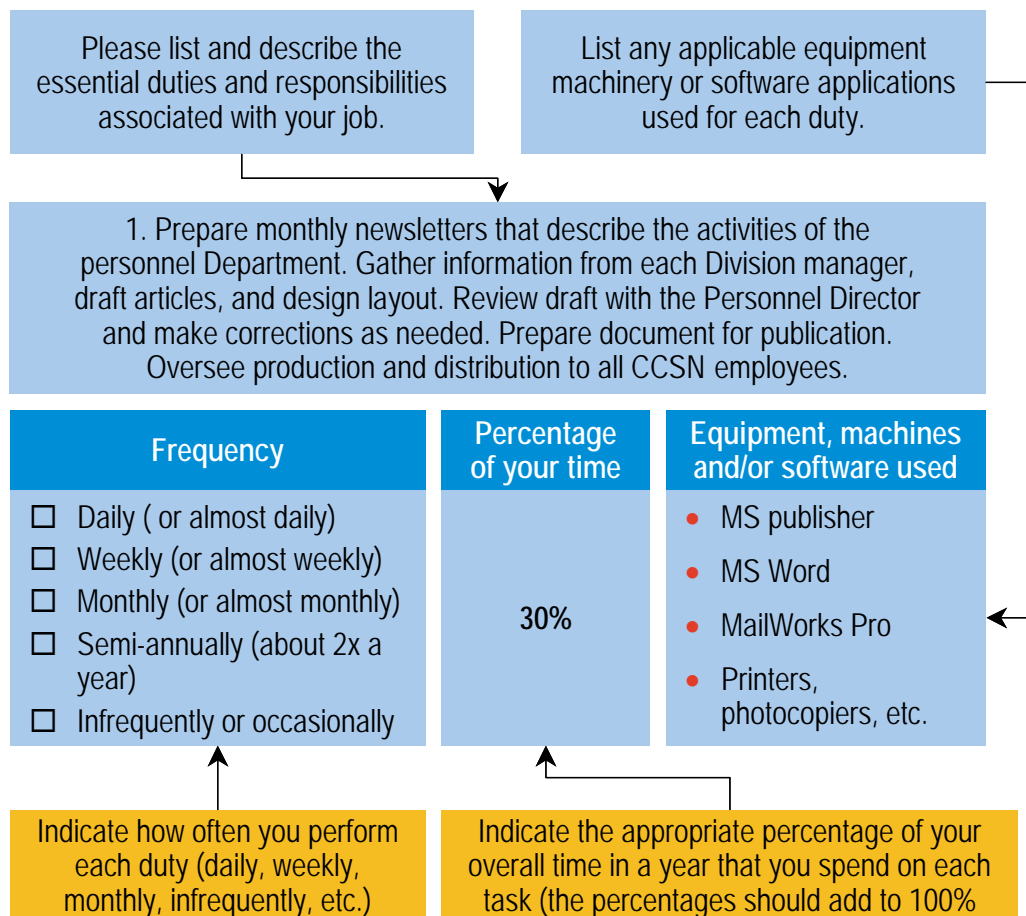 Please list and describe the
essential duties and responsibilities
associated with your job.
List any applicable equipment
machinery or software applications
used for each duty.
1. Prepare monthly newsletters that describe the activities of the
personnel Department. Gather information from each Division manager,
draft articles, and design layout. Review draft with the Personnel Director
and make corrections as needed. Prepare document for publication.
Oversee production and distribution to all CCSN employees.
Frequency
☐ Daily ( or almost daily)
☐ Weekly (or almost weekly)
☐ Monthly (or almost monthly)
☐ Semi-annually (about 2x a
year)
☐ Infrequently or occasionally
Percentage
of your time
30%
Equipment, machines
and/or software used
• MS publisher
• MS Word
• MailWorks Pro
• Printers,
photocopiers, etc.
Indicate how often you perform
each duty (daily, weekly,
monthly, infrequently, etc.)
Indicate the appropriate percentage of your
overall time in a year that you spend on each
task (the percentages should add to 100%